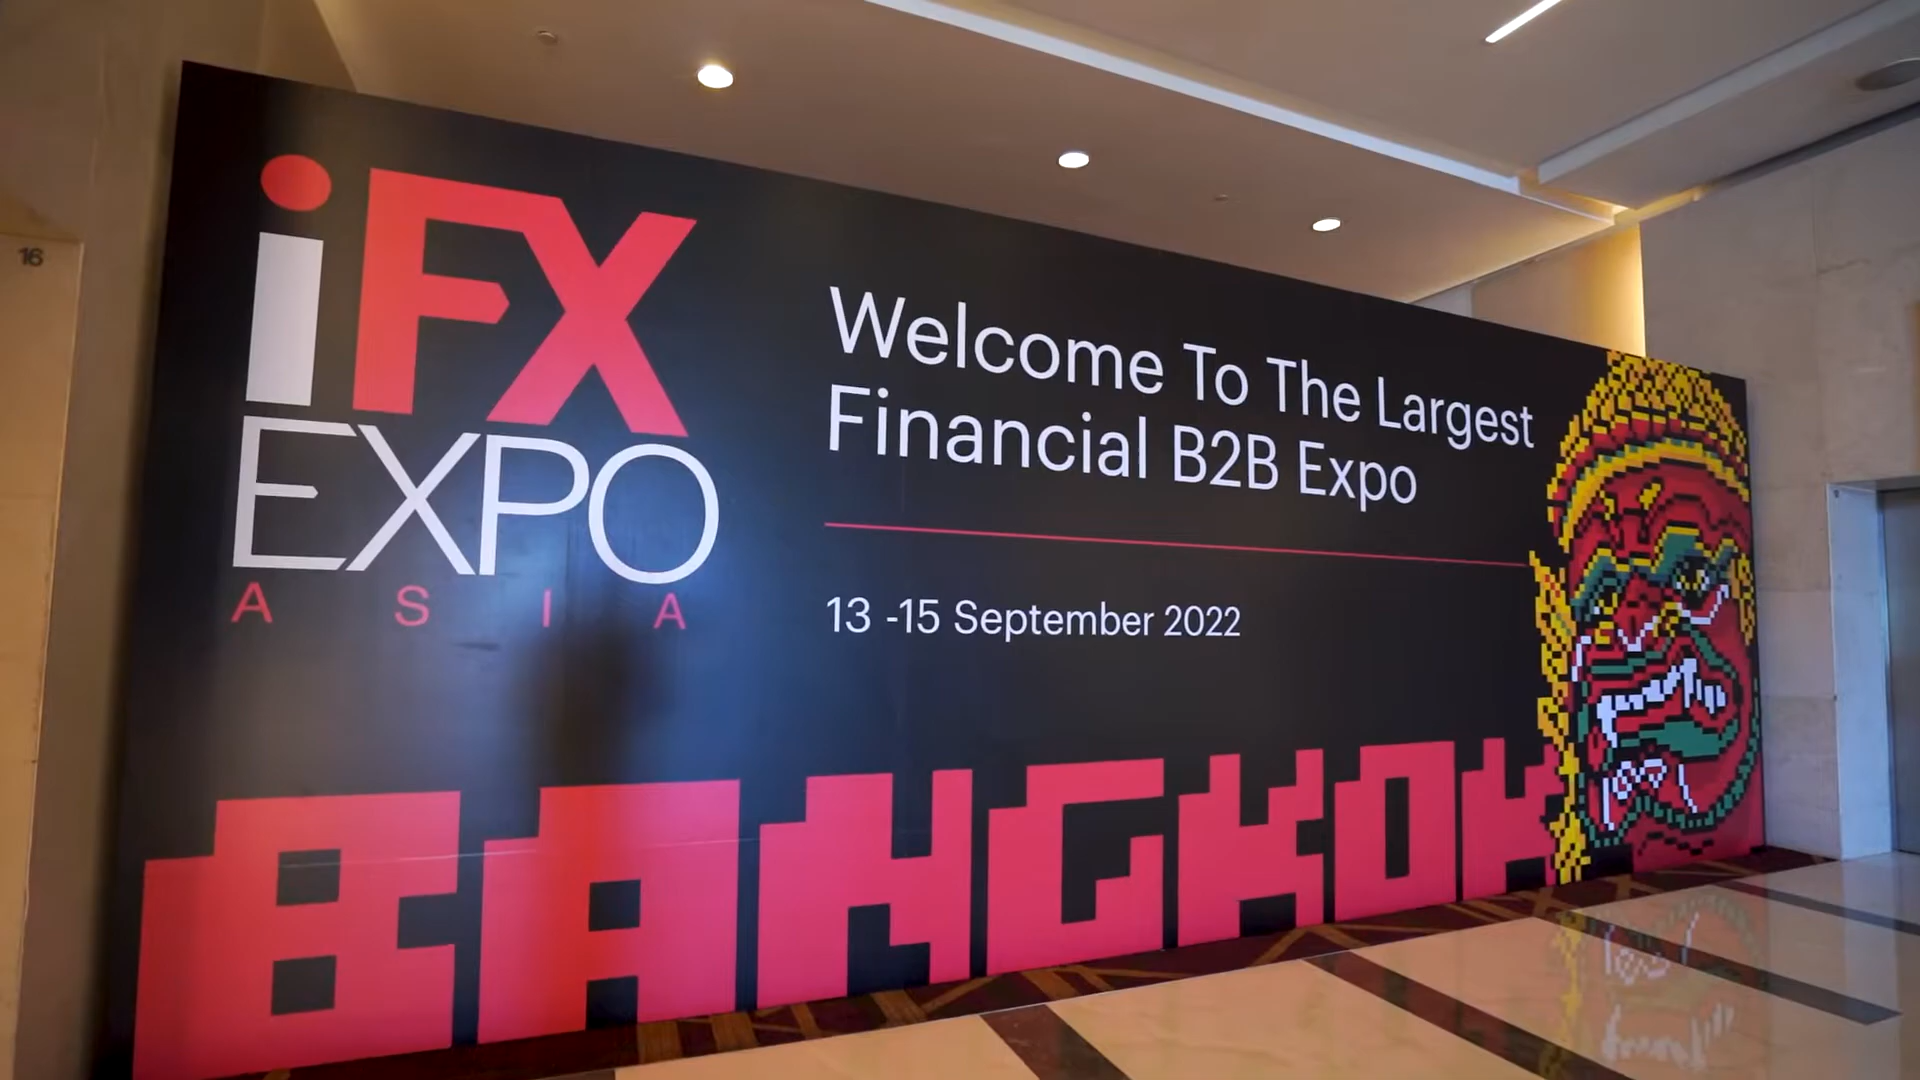 16
iFX
EXPO
ASIA
Welcome To The Largest
Financial B2B Expo
13 -15 September 2022
BANGKOK